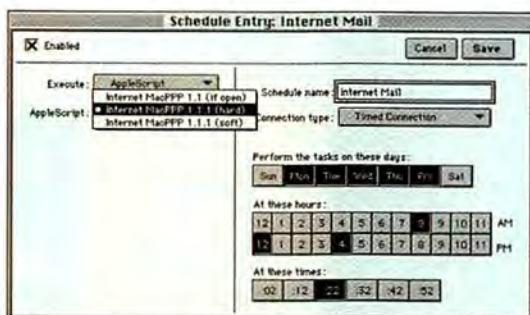 Schedule Entry: Internet Mail
Enabled
Cancel Save
Execute: AppleScript
Internet MacPPP 1.1 (if open)
Internet MacPPP 1.1.1 (hard)
Internet MacPPP 1.1.1 (soft)
AppleScript:
Schedule name: Internet Mail
Connection type: Timed Connection
Perform the tasks on these days:
Sun Mon Tue Wed Thu Fri Sat
At these hours:
12 1 2 3 4 5 6 7 8 9 10 11 AM
12 1 2 3 4 5 6 7 8 9 10 11 PM
At these times:
:02 :12 :22 :32 :42 :52